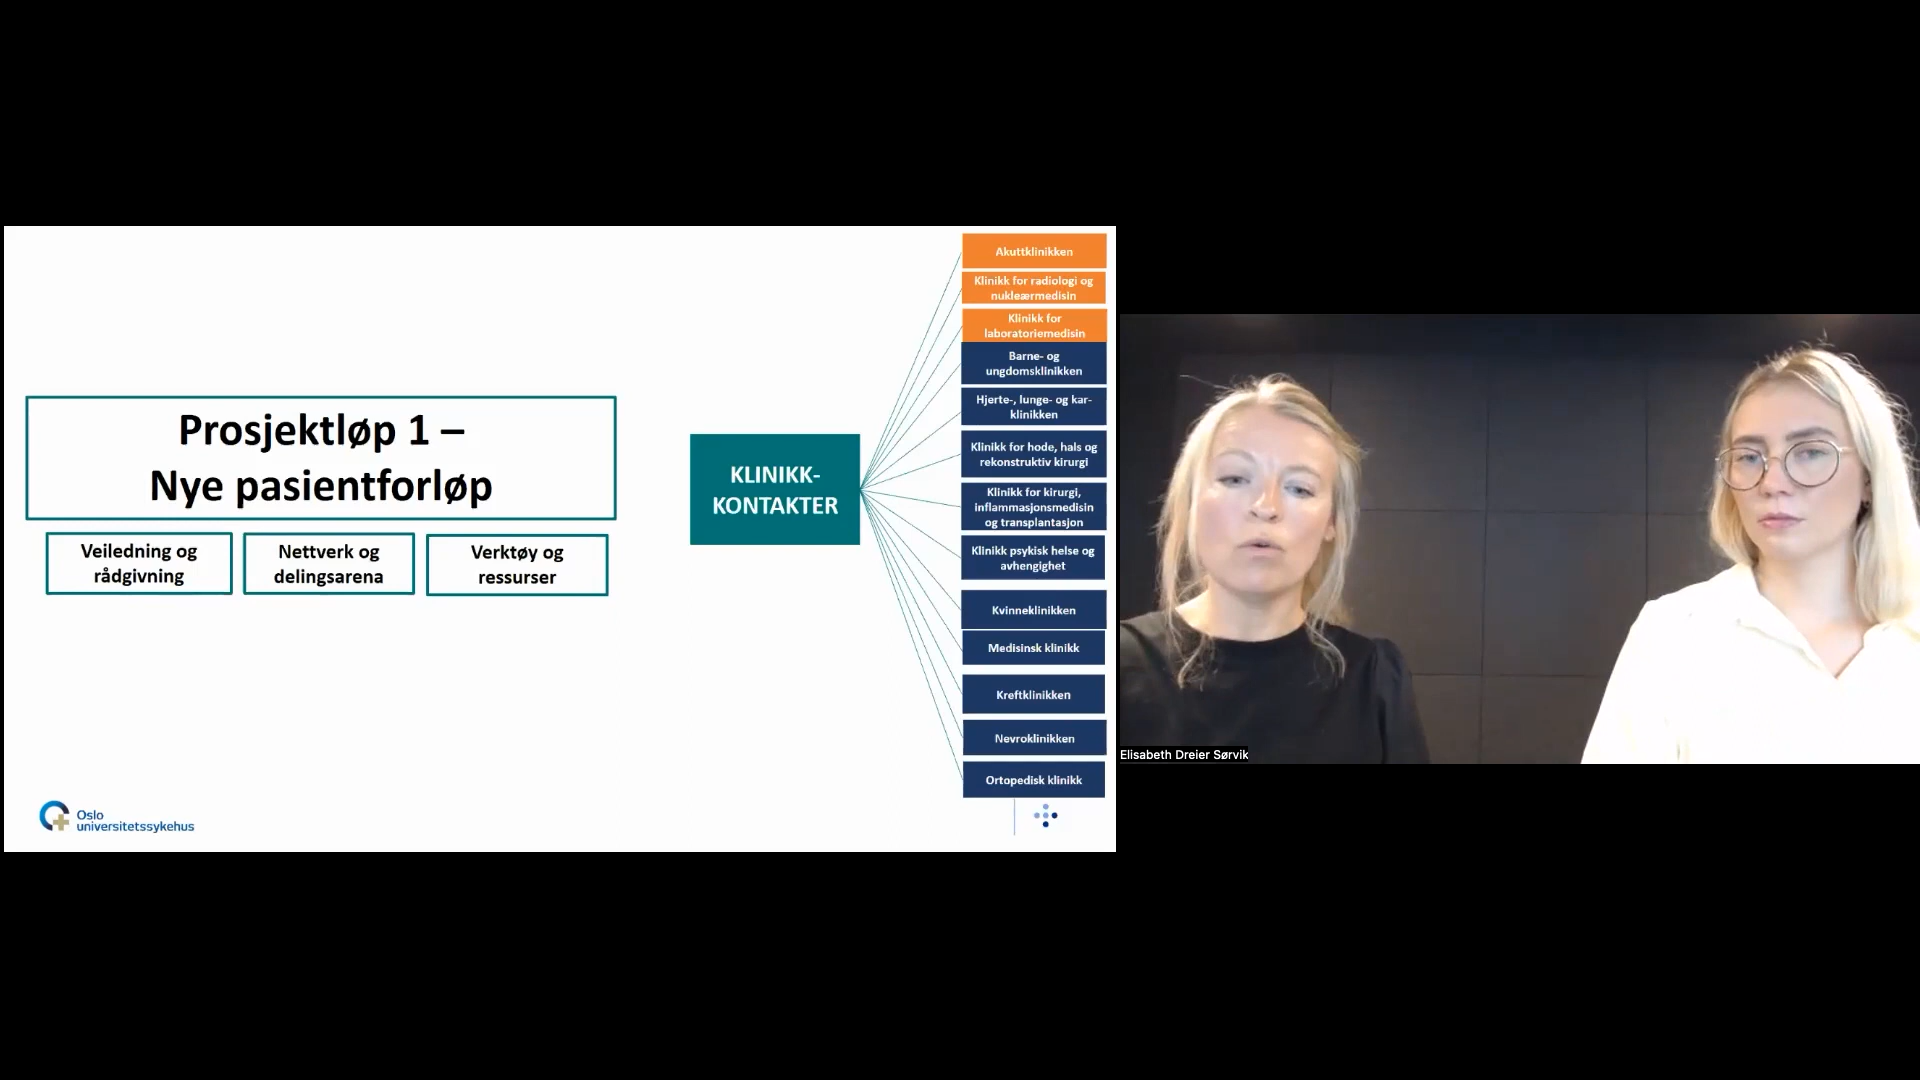 Prosjektløp 1 –
Nye pasientforløp
Veiledning og
rådgivning
Nettverk og
delingsarena
Verktøy og
ressurser
KLINIKK-
KONTAKTER
Akuttklinikken
Klinikk for radiologi og
nukleærmedisin
Klinikk for
laboratoriemedisin
Barne- og
ungdomsklinikken
Hjerte-, lunge- og kar-
klinikken
Klinikk for hode, hals og
rekonstruktiv kirurgi
Klinikk for kirurgi,
inflammasjonsmedisin
og transplantasjon
Klinikk psykisk helse og
avhengighet
Kvinneklinikken
Medisinsk klinikk
Kreftklinikken
Nevroklinikken
Ortopedisk klinikk
Oslo
universitetssykehus
Elisabeth Dreier Sørvik